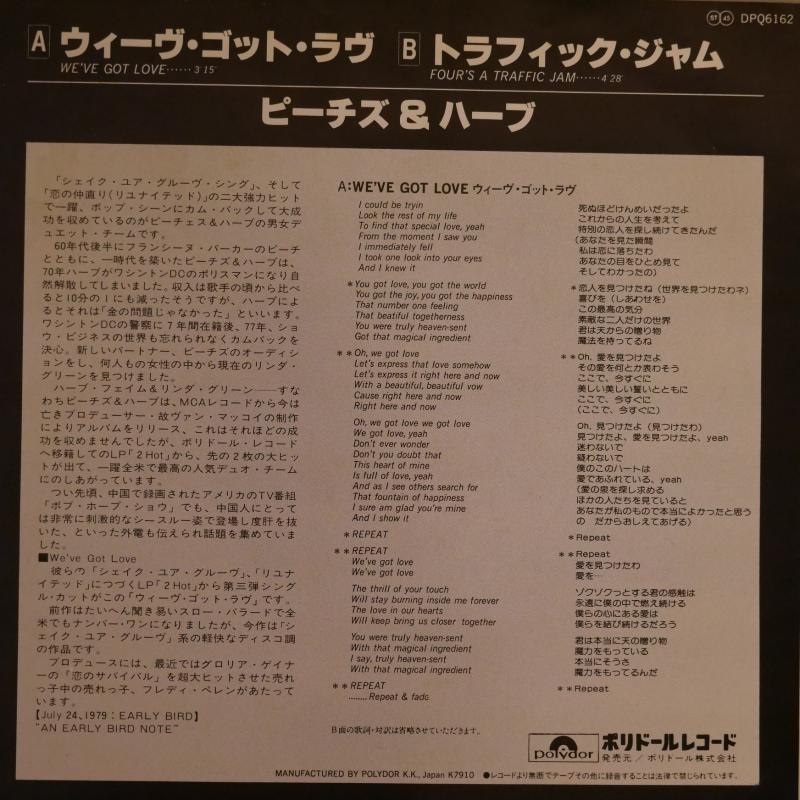 ST 45 DPQ6162
A ウィーヴ・ゴット・ラヴ
WE'VE GOT LOVE……3′15″
B トラフィック・ジャム
FOUR'S A TRAFFIC JAM……4′28″
ピーチズ & ハーブ
「シェイク・ユア・グルーヴ・シング」、そして
「恋の仲直り(リユナイテッド)」の二大強力ヒット
で一躍、ポップ・シーンにカム・バックして大成
功を収めているのがピーチェス&ハーブの男女デ
ュエット・チームです。
60年代後半にフランシーヌ・バーカーのピーチ
とともに、一時代を築いたピーチズ&ハーブは、
70年ハーブがワシントンDCのポリスマンになり自
然解散してしまいました。収入は歌手の頃から比べ
ると10分の1にも減ったそうですが、ハーブによ
るとそれは「金の問題じゃなかった」といいます。
ワシントンDCの警察に7年間在籍後、77年、ショ
ウ・ビジネスの世界も忘れられなくカムバックを
決心。新しいパートナー、ピーチズのオーディシ
ョンをし、何人もの女性の中から現在のリンダ・
グリーンを見つけました。
ハーブ・フェイム&リンダ・グリーン――すな
わちピーチズ&ハーブは、MCAレコードから今は
亡きプロデューサー・故ヴァン・マッコイの制作
によりアルバムをリリース、これはそれほどの成
功を収めませんでしたが、ポリドール・レコード
へ移籍してのLP「2 Hot」から、先の2枚の大ヒッ
トが出て、一躍全米で最高の人気デュオ・チーム
にのしあがっています。
つい先頃、中国で録画されたアメリカのTV番組
「ボブ・ホープ・ショウ」でも、中国人にとって
は非常に刺激的なシースルー姿で登場し度肝を抜
いた、といった外電も伝えられ話題を集めていま
した。
■We've Got Love
彼らの「シェイク・ユア・グルーヴ」、「リユナ
イテッド」につづくLP「2 Hot」から第三弾シング
ル・カットがこの「ウィーヴ・ゴット・ラヴ」です。
前作はたいへん聞き易いスロー・バラードで全
米でもナンバー・ワンになりましたが、今作は「シ
ェイク・ユア・グルーヴ」系の軽快なディスコ調
の作品です。
プロデュースには、最近ではグロリア・ゲイナ
ーの「恋のサバイバル」を超大ヒットさせた売れ
っ子中の売れっ子、フレディ・ペレンがあたって
います。
【July 24, 1979 : EARLY BIRD】
"AN EARLY BIRD NOTE"
A:WE'VE GOT LOVE ウィーヴ・ゴット・ラヴ
I could be tryin
Look the rest of my life
To find that special love, yeah
From the moment I saw you
I immediately fell
I took one look into your eyes
And I knew it
*You got love, you got the world
You got the joy, you got the happiness
That number one feeling
That beatiful togetherness
You were truly heaven-sent
Got that magical ingredient
**Oh, we got love
Let's express that love somehow
Let's express it right here and now
With a beautiful, beautiful vow
Cause right here and now
Right here and now
Oh, we got love we got love
We got love, yeah
Don't ever wonder
Don't you doubt that
This heart of mine
Is full of love, yeah
And as I see others search for
That fountain of happiness
I sure am glad you're mine
And I show it
*REPEAT
**REPEAT
We've got love
We've got love
The thrill of your touch
Will stay burning inside me forever
The love in our hearts
Will keep bring us closer together
You were truly heaven-sent
With that magical ingredient
I say, truly heaven-sent
With that magical ingredient
**REPEAT
........Repeat & fade
B面の歌詞・対訳は省略させていただきます。
死ぬほどけんめいだったよ
これからの人生を考えて
特別の恋人を探し続けてきたんだ
(あなたを見た瞬間
私は恋に落ちたわ
あなたの目をひとめ見て
そしてわかったの)
*恋人を見つけたね(世界を見つけたわネ)
喜びを(しあわせを)
この最高の気分
素敵な二人だけの世界
君は天からの贈り物
魔法を持ってるね
**Oh, 愛を見つけたよ
その愛を何とか表わそう
ここで、今すぐに
美しい美しい誓いとともに
ここで、今すぐに
(ここで、今すぐに)
Oh, 見つけたよ(見つけたわ)
見つけたよ、愛を見つけたよ、yeah
迷わないで
疑わないで
僕のこのハートは
愛であふれている、yeah
(愛の泉を探し求める
ほかの人たちを見ていると
あなたが私のもので本当によかったと思う
の だからおしえてあげる)
*Repeat
**Repeat
愛を見つけたわ
愛を…
ゾクゾクっとする君の感触は
永遠に僕の中で燃え続ける
僕らの心にある愛は
僕らを結び続けるだろう
君は本当に天の贈り物
魔力をもっている
本当にそうさ
魔力をもってるんだ
**Repeat
polydor ポリドールレコード
発売元/ポリドール株式会社
MANUFACTURED BY POLYDOR K.K., Japan K7910 ●レコードより無断でテープその他に録音することは法律で禁じられています。